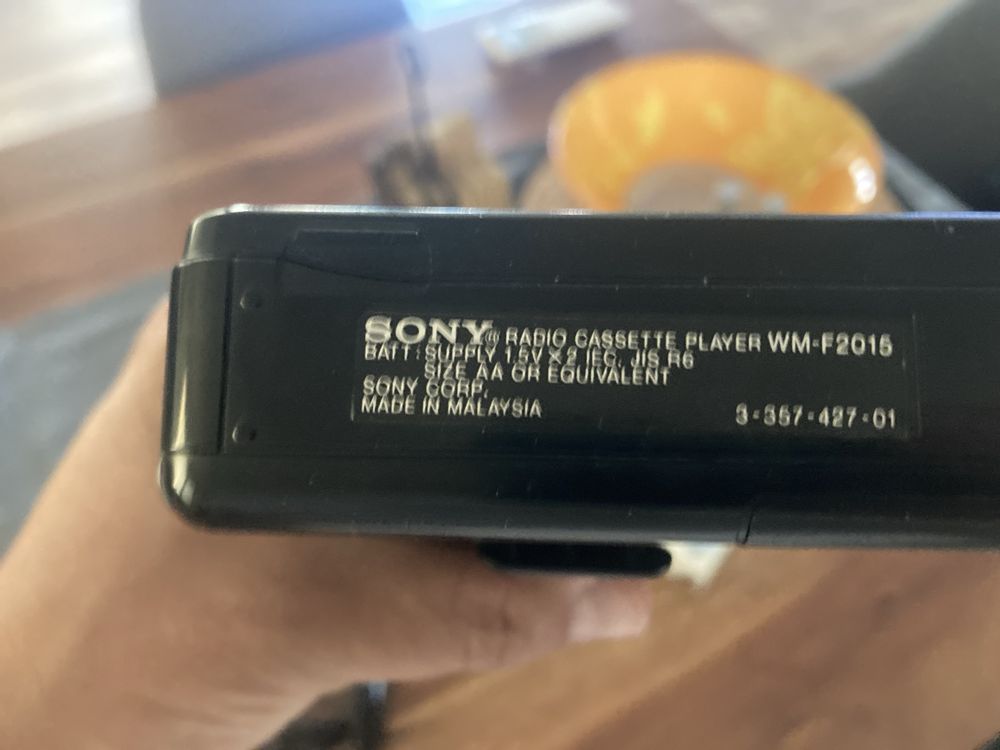 SONY® RADIO CASSETTE PLAYER WM-F2015
BATT: SUPPLY 1.5V×2 IEC, JIS R6
SIZE AA OR EQUIVALENT
SONY CORP.
MADE IN MALAYSIA 3-357-427-01